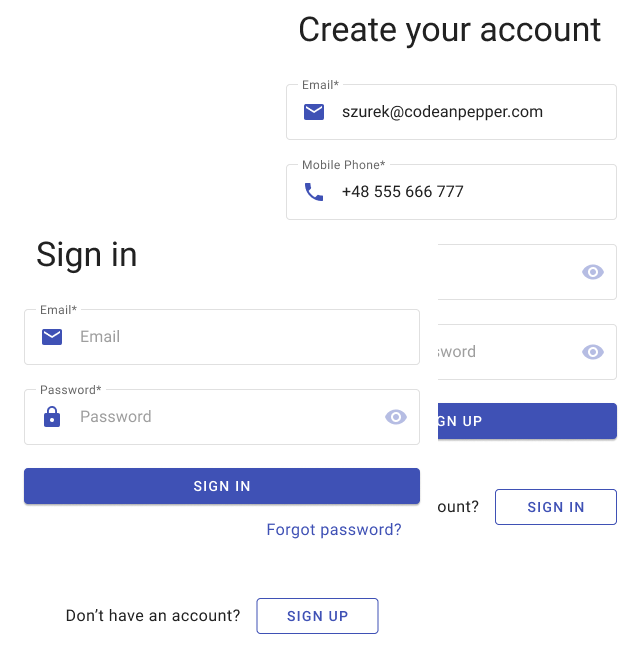 Create your account
Email*
szurek@codeanpepper.com
Mobile Phone*
+48 555 666 777
sword
GN UP
ount?
SIGN IN
Sign in
Email*
Email
Password*
Password
SIGN IN
Forgot password?
Don't have an account?
SIGN UP